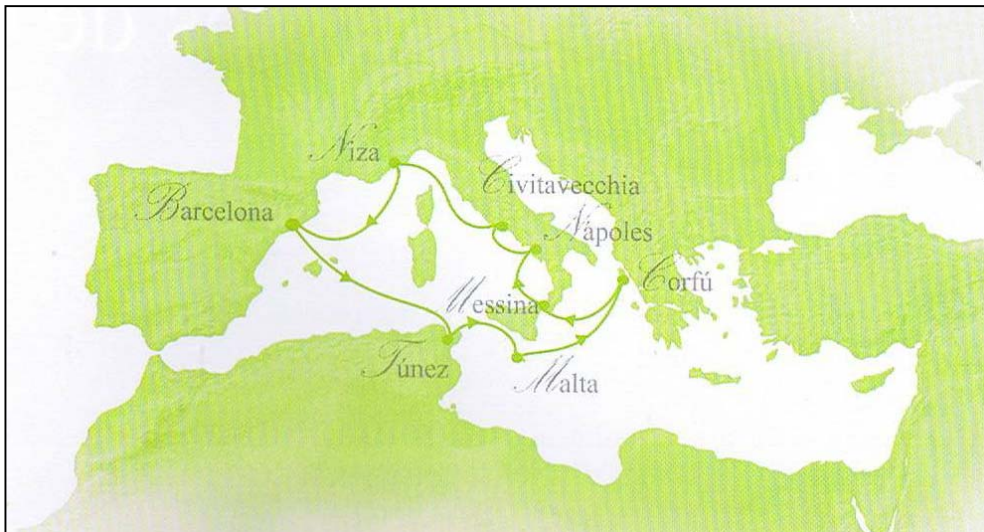 Niza
Civitavecchia
Barcelona
Nápoles
Corfú
Messina
Túnez
Malta